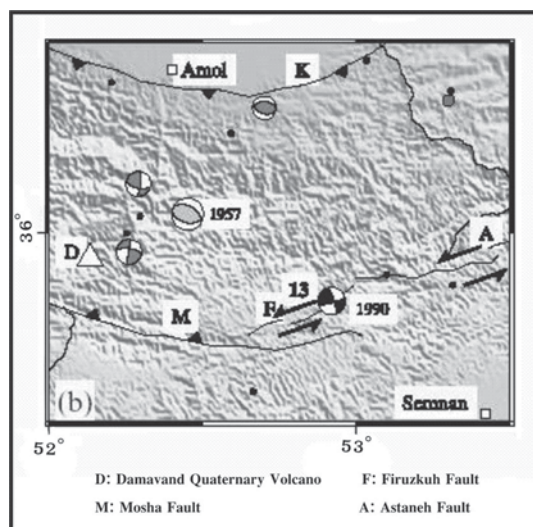 Amol
K
1957
36°
D
A
13
F
1990
M
(b)
Semnan
52°
53°
D: Damavand Quaternary Volcano F: Firuzkuh Fault
M: Mosha Fault A: Astaneh Fault